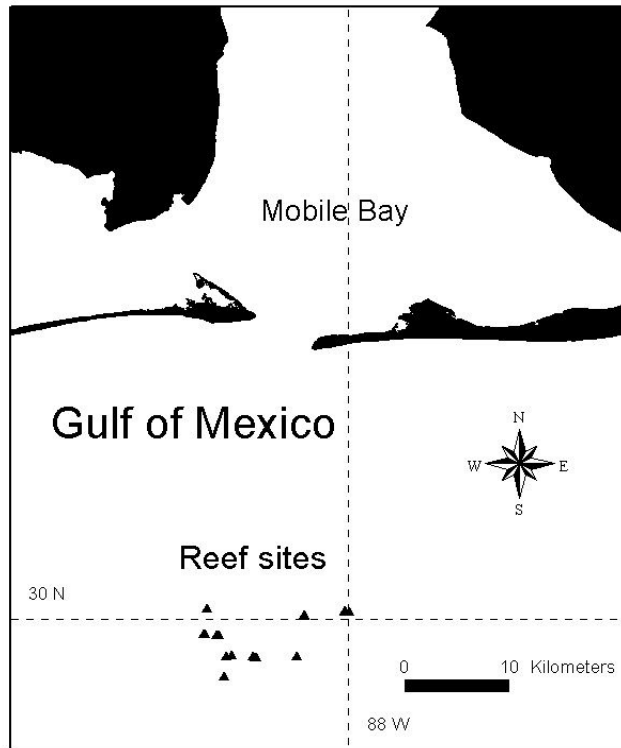 Mobile Bay
Gulf of Mexico
N
W E
S
Reef sites
30 N
0 10 Kilometers
88 W